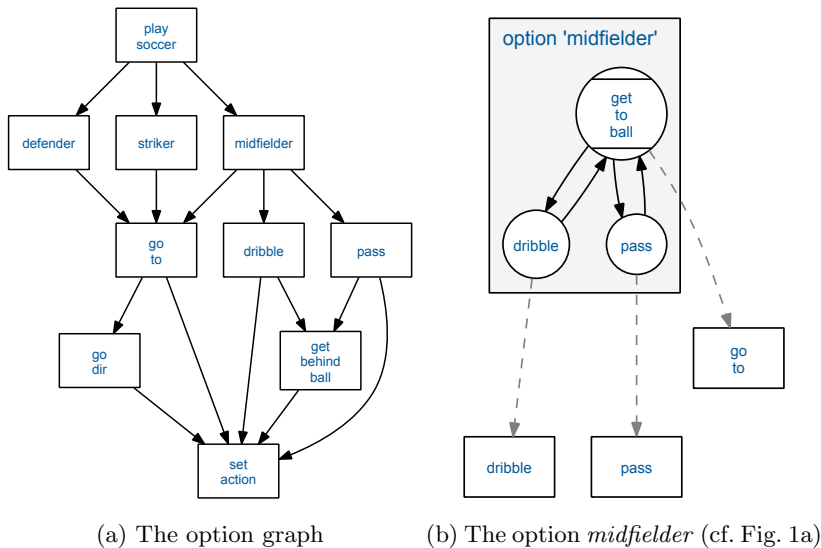 play
soccer
defender
striker
midfielder
go
to
dribble
pass
go
dir
get
behind
ball
set
action
(a) The option graph
option 'midfielder'
get
to
ball
dribble
pass
go
to
dribble
pass
(b) The option midfielder (cf. Fig. 1a)